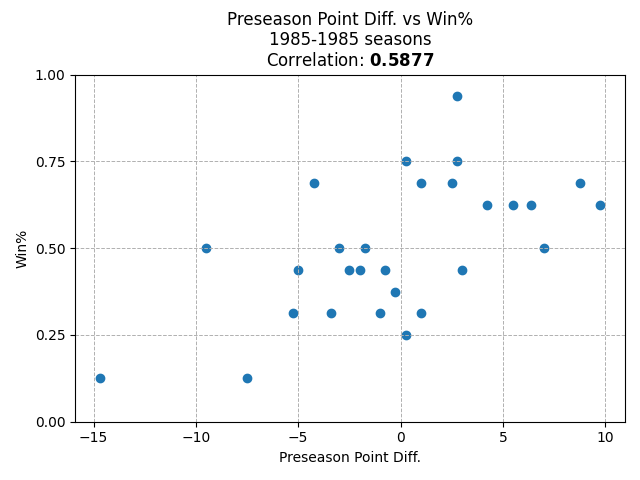 Preseason Point Diff. vs Win%
1985-1985 seasons
Correlation: 0.5877
1.00
0.75
0.50
0.25
0.00
Win%
−15
−10
−5
0
5
10
Preseason Point Diff.